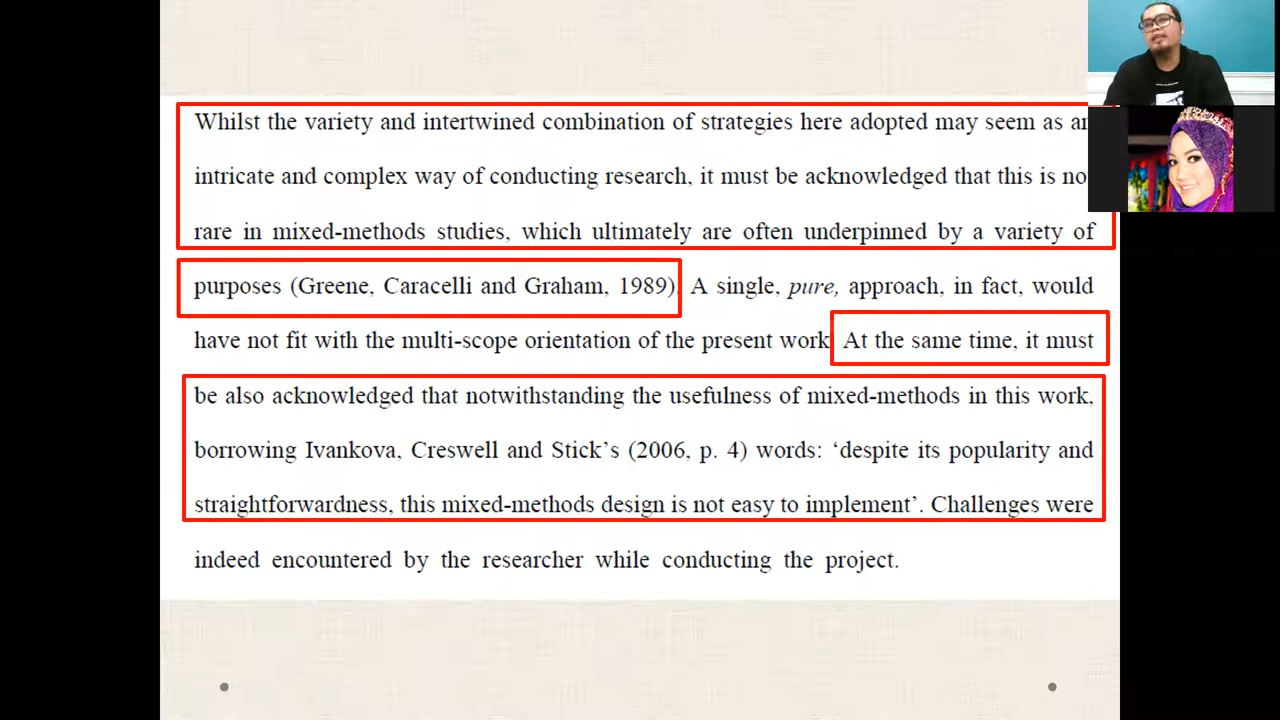 Whilst the variety and intertwined combination of strategies here adopted may seem as an
intricate and complex way of conducting research, it must be acknowledged that this is no
rare in mixed-methods studies, which ultimately are often underpinned by a variety of
purposes (Greene, Caracelli and Graham, 1989). A single, pure, approach, in fact, would
have not fit with the multi-scope orientation of the present work. At the same time, it must
be also acknowledged that notwithstanding the usefulness of mixed-methods in this work,
borrowing Ivankova, Creswell and Stick's (2006, p. 4) words: ‘despite its popularity and
straightforwardness, this mixed-methods design is not easy to implement’. Challenges were
indeed encountered by the researcher while conducting the project.